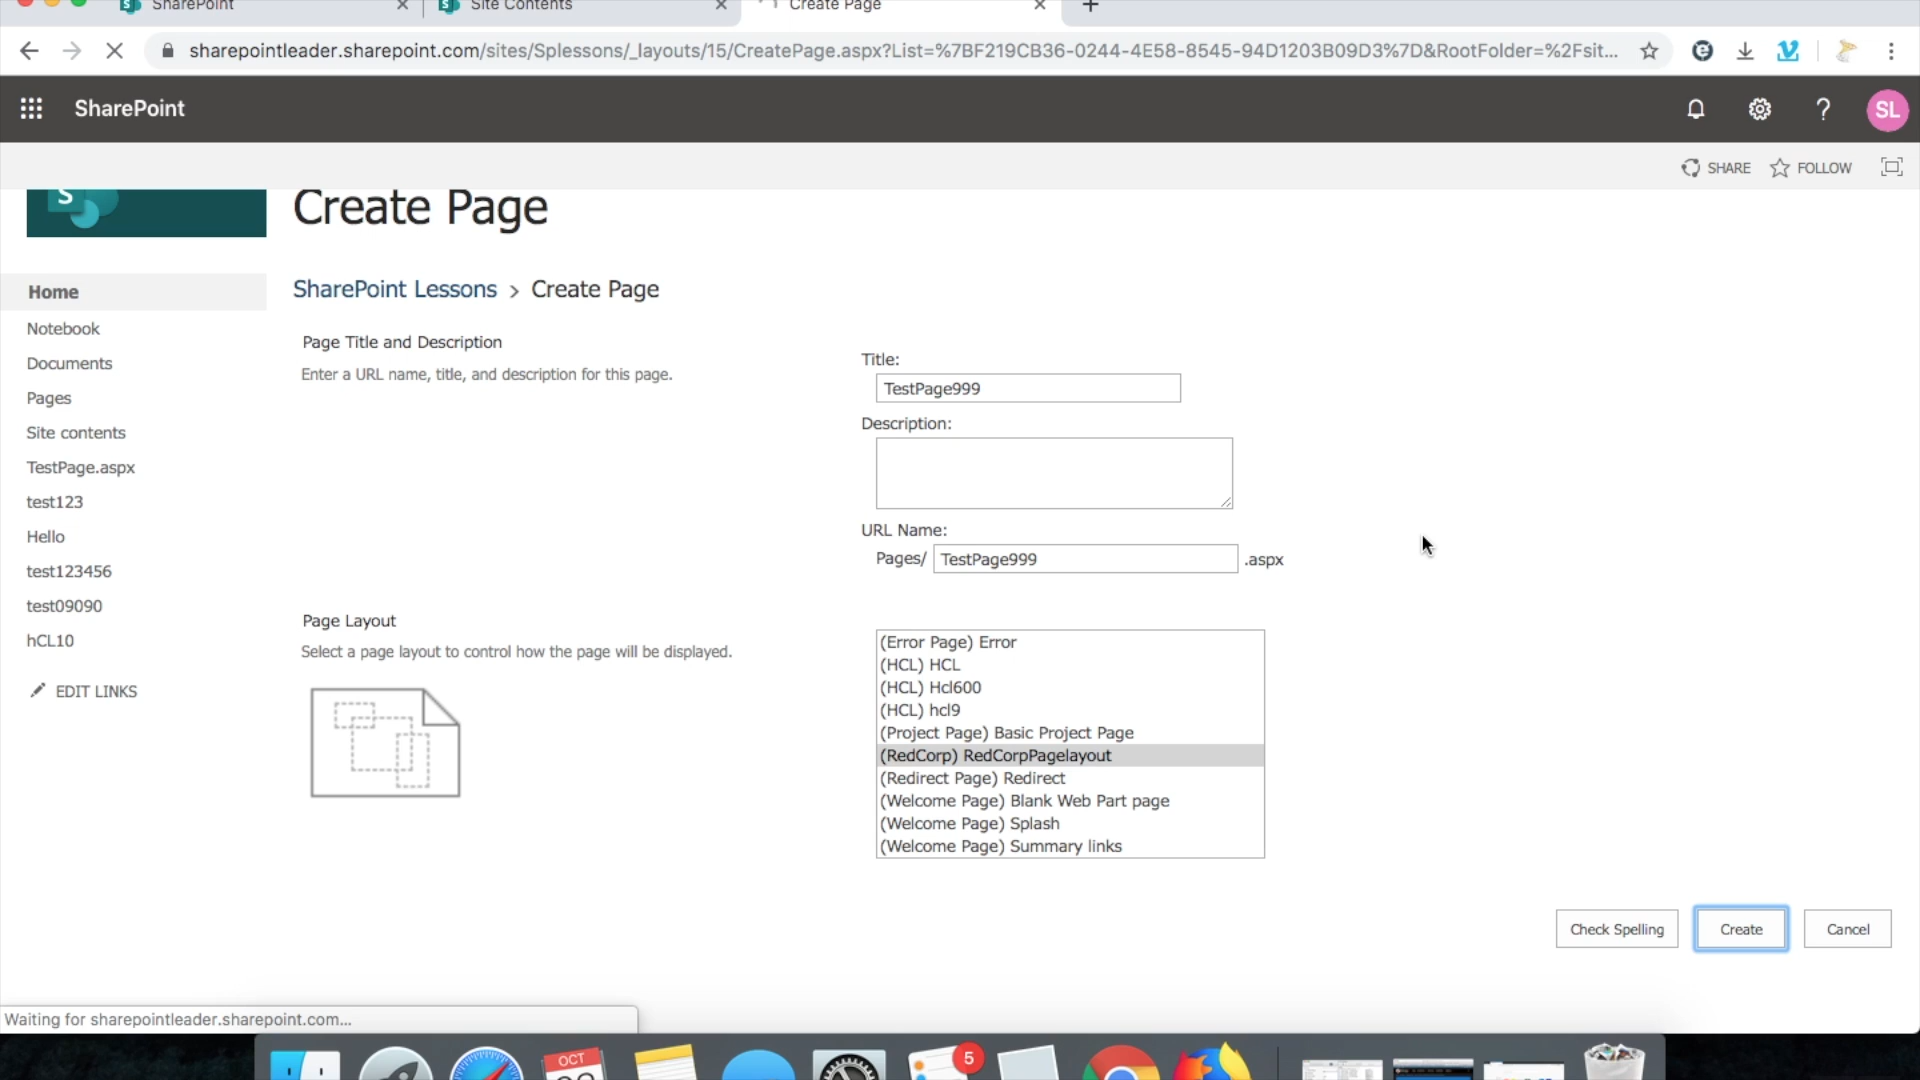 SharePoint
Site Contents
Create Page
sharepointleader.sharepoint.com/sites/Splessons/_layouts/15/CreatePage.aspx?List=%7BF219CB36-0244-4E58-8545-94D1203B09D3%7D&RootFolder=%2Fsit...
SharePoint
SL
SHARE
FOLLOW
S
Create Page
SharePoint Lessons > Create Page
Home
Notebook
Documents
Pages
Site contents
TestPage.aspx
test123
Hello
test123456
test09090
hCL10
EDIT LINKS
Page Title and Description
Enter a URL name, title, and description for this page.
Title:
TestPage999
Description:
URL Name:
Pages/ TestPage999 .aspx
Page Layout
Select a page layout to control how the page will be displayed.
(Error Page) Error
(HCL) HCL
(HCL) Hcl600
(HCL) hcl9
(Project Page) Basic Project Page
(RedCorp) RedCorpPagelayout
(Redirect Page) Redirect
(Welcome Page) Blank Web Part page
(Welcome Page) Splash
(Welcome Page) Summary links
Check Spelling
Create
Cancel
Waiting for sharepointleader.sharepoint.com...
OCT
5